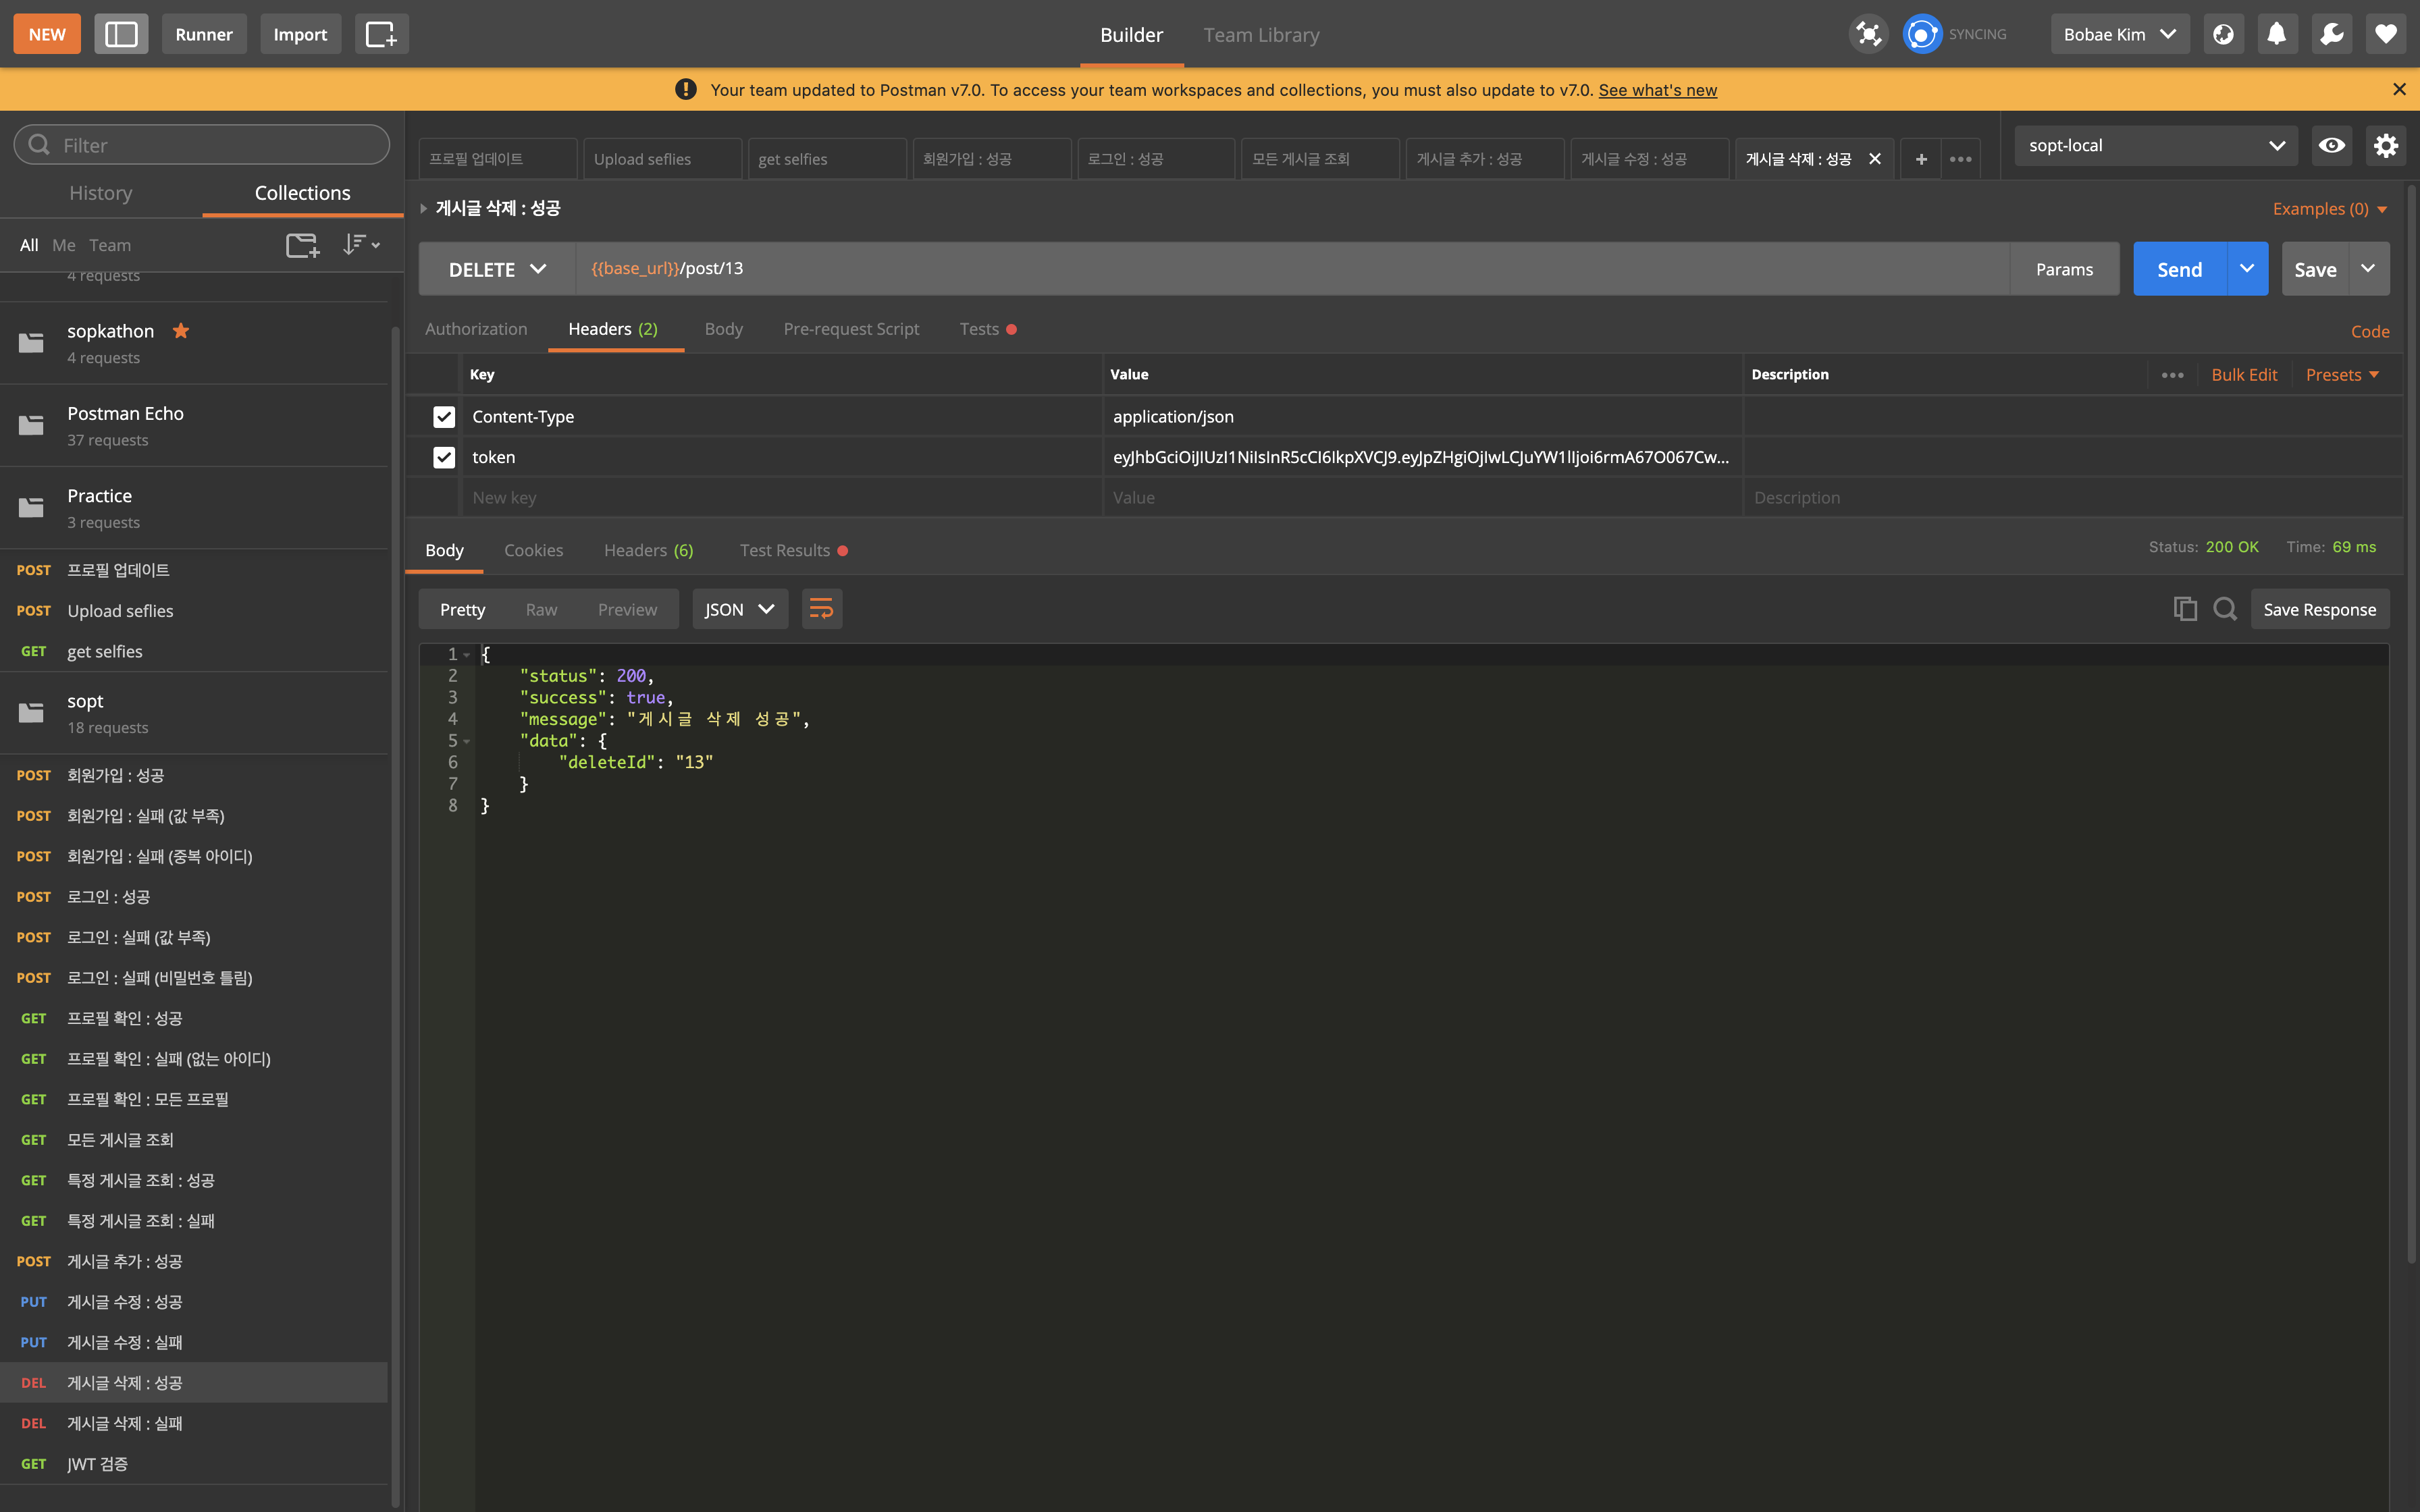 NEW Runner Import Builder Team Library SYNCING Bobae Kim
Your team updated to Postman v7.0. To access your team workspaces and collections, you must also update to v7.0. See what's new
Filter
History Collections
All Me Team
4 requests
sopkathon
4 requests
Postman Echo
37 requests
Practice
3 requests
POST 프로필 업데이트
POST Upload seflies
GET get selfies
sopt
18 requests
POST 회원가입 : 성공
POST 회원가입 : 실패 (값 부족)
POST 회원가입 : 실패 (중복 아이디)
POST 로그인 : 성공
POST 로그인 : 실패 (값 부족)
POST 로그인 : 실패 (비밀번호 틀림)
GET 프로필 확인 : 성공
GET 프로필 확인 : 실패 (없는 아이디)
GET 프로필 확인 : 모든 프로필
GET 모든 게시글 조회
GET 특정 게시글 조회 : 성공
GET 특정 게시글 조회 : 실패
POST 게시글 추가 : 성공
PUT 게시글 수정 : 성공
PUT 게시글 수정 : 실패
DEL 게시글 삭제 : 성공
DEL 게시글 삭제 : 실패
GET JWT 검증
프로필 업데이트 Upload seflies get selfies 회원가입 : 성공 로그인 : 성공 모든 게시글 조회 게시글 추가 : 성공 게시글 수정 : 성공 게시글 삭제 : 성공 sopt-local
게시글 삭제 : 성공 Examples (0)
DELETE {{base_url}}/post/13 Params Send Save
Authorization Headers (2) Body Pre-request Script Tests Code
Key Value Description Bulk Edit Presets
Content-Type application/json
token
New key Value Description
Body Cookies Headers (6) Test Results Status: 200 OK Time: 69 ms
Pretty Raw Preview JSON Save Response
1 {
2 "status": 200,
3 "success": true,
4 "message": "게시글 삭제 성공",
5 "data": {
6 "deleteId": "13"
7 }
8 }